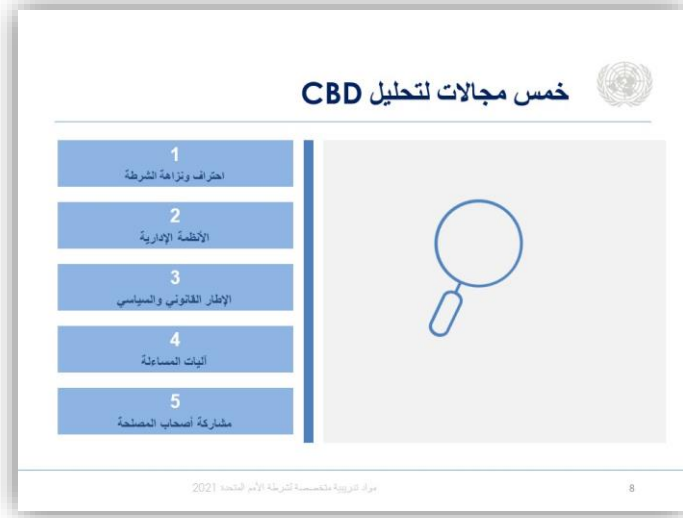 خمس مجالات لتحليل CBD
1
احتراف ونزاهة الشرطة
2
الأنظمة الإدارية
3
الإطار القانوني والسياسي
4
آليات المساءلة
5
مشاركة أصحاب المصلحة
مواد تدريبية متخصصة لشرطة الأمم المتحدة 2021
8